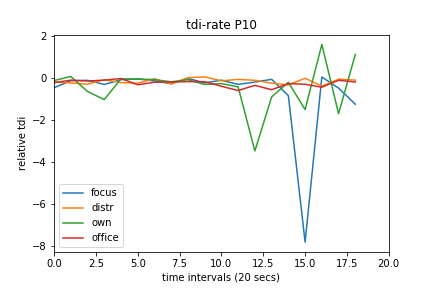 tdi-rate P10
relative tdi
2
0
−2
−4
−6
−8
focus
distr
own
office
0.0 2.5 5.0 7.5 10.0 12.5 15.0 17.5 20.0
time intervals (20 secs)